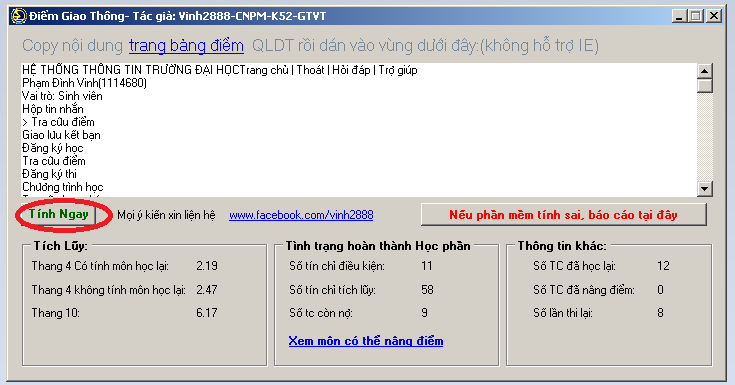 Điểm Giao Thông- Tác giả: Vinh2888-CNPM-K52-GTVT
Copy nội dung trang bảng điểm QLDT rồi dán vào vùng dưới đây:(không hỗ trợ IE)
HỆ THỐNG THÔNG TIN TRƯỜNG ĐẠI HỌCTrang chủ | Thoát | Hỏi đáp | Trợ giúp
Phạm Đình Vinh(1114680)
Vai trò: Sinh viên
Hộp tin nhắn
> Tra cứu điểm
Giao lưu kết bạn
Đăng ký học
Tra cứu điểm
Đăng ký thi
Chương trình học
Tính Ngay Mọi ý kiến xin liên hệ www.facebook.com/vinh2888 Nếu phần mềm tính sai, báo cáo tại đây
Tích Lũy: Tình trạng hoàn thành Học phần Thông tin khác:
Thang 4 Có tính môn học lại: 2.19 Số tín chỉ điều kiện: 11 Số TC đã học lại: 12
Thang 4 không tính môn học lại: 2.47 Số tín chỉ tích lũy: 58 Số TC đã nâng điểm: 0
Thang 10: 6.17 Số tc còn nợ: 9 Số lần thi lại: 8
Xem môn có thể nâng điểm